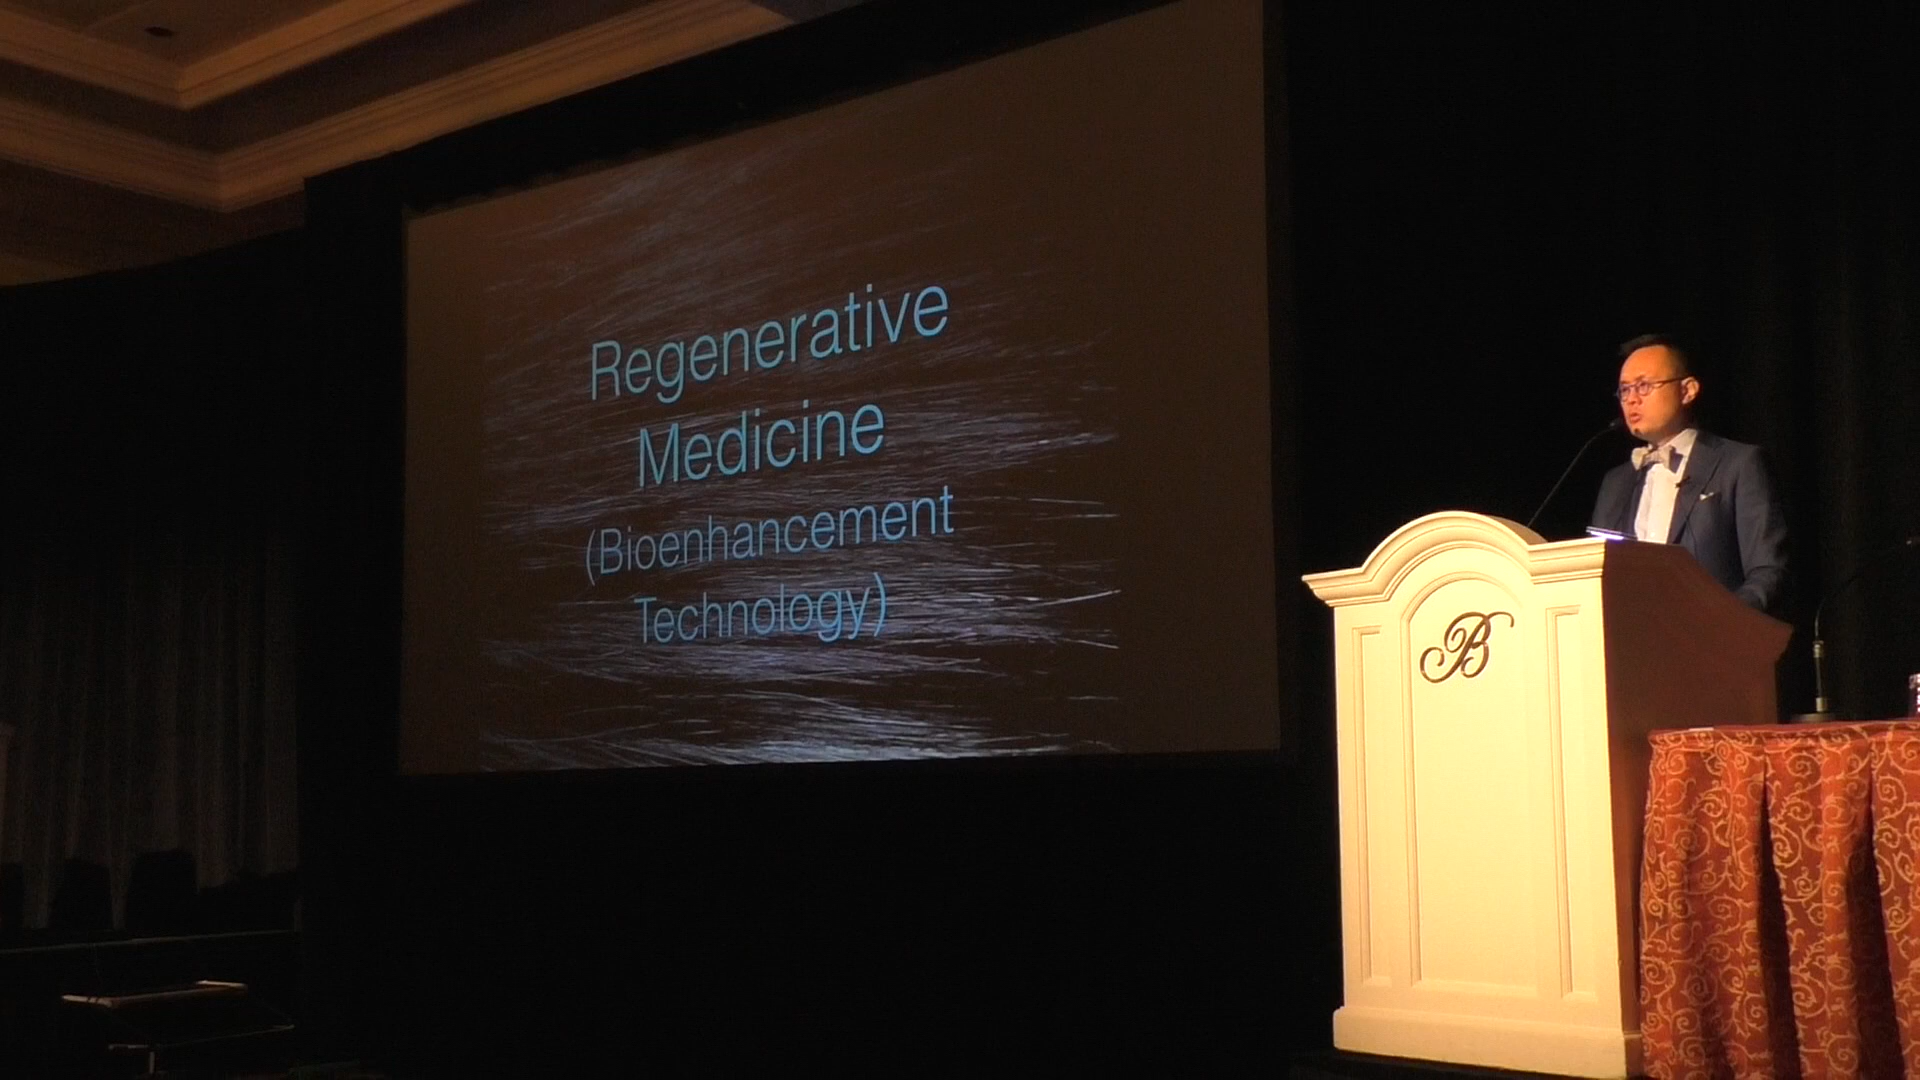 Regenerative
Medicine
(Bioenhancement
Technology)
B